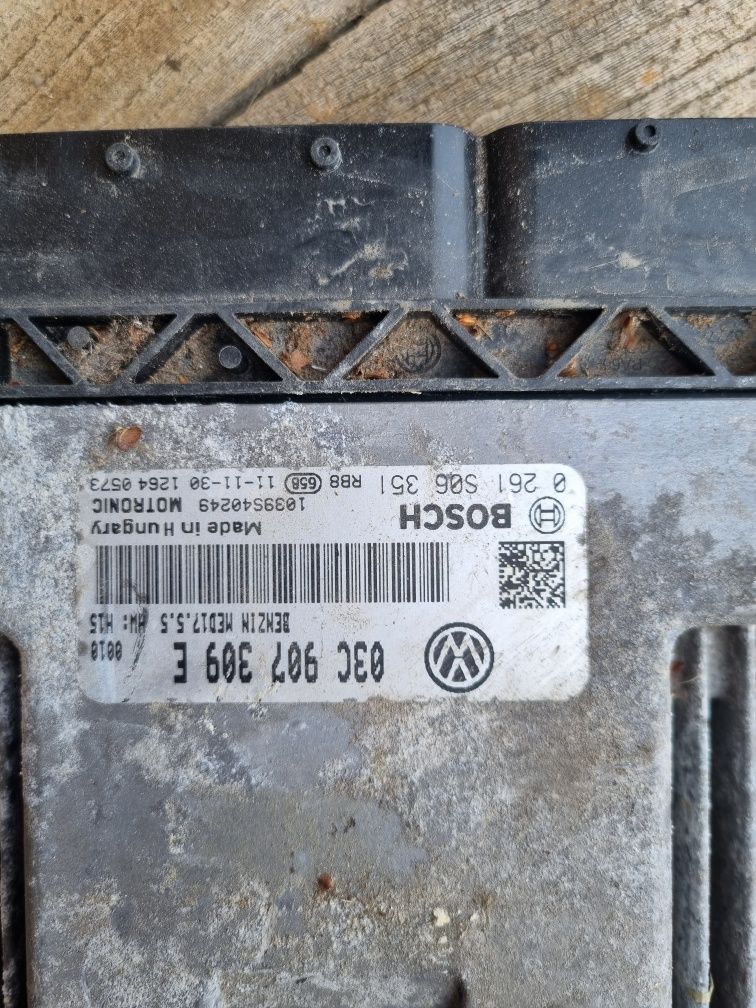 03C 907 309 E
0010
BENZIN MED17.5.5 HW: H15
BOSCH
Made in Hungary
1039S40249 MOTRONIC
0 261 S06 351 RB8 658 11-11-30 1264 0573